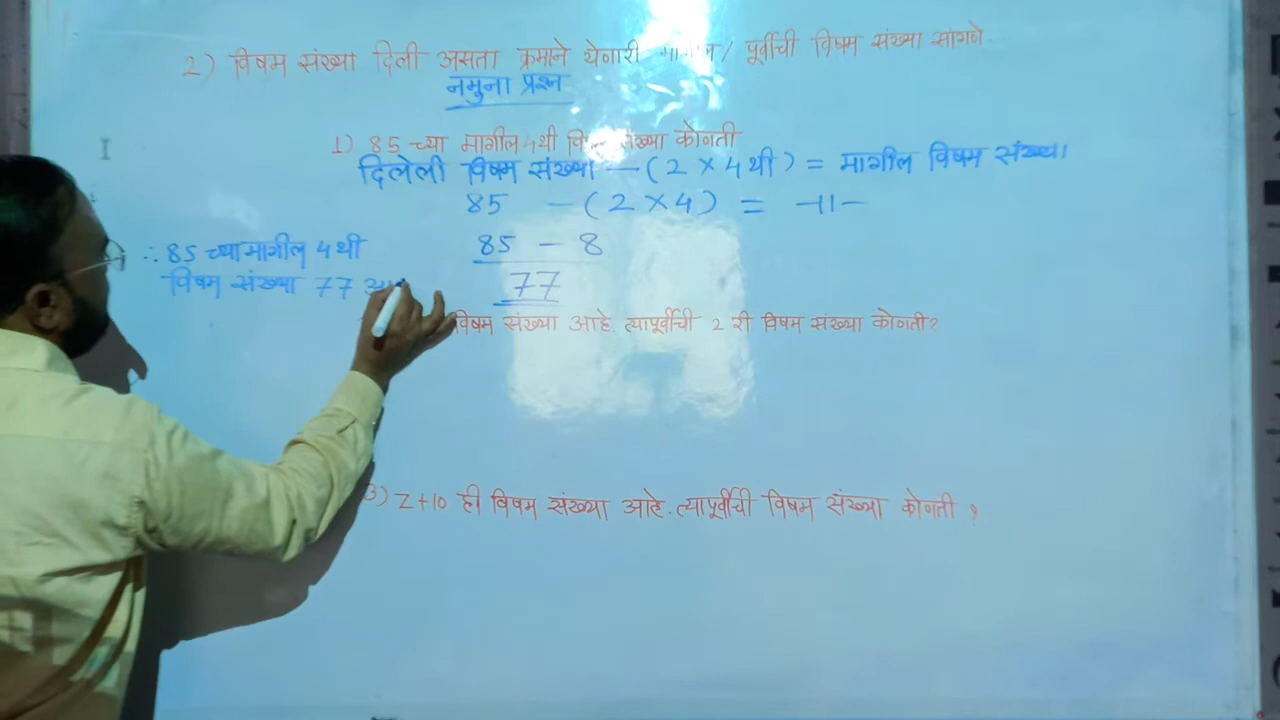 2) विषम संख्या दिली असता क्रमाने येणारी / पूर्वीची विषम संख्या सांगणे.
नमुना प्रश्न
1) 85 च्या मागील 4थी संख्या कोणती
दिलेली विषम संख्या - (2 × 4थी) = मागील विषम संख्या
85 - (2 × 4) = -11-
85 - 8
77
∴ 85 च्या मागील 4थी
विषम संख्या 77
विषम संख्या आहे. त्यापूर्वीची 2 री विषम संख्या कोणती?
3) Z+10 ही विषम संख्या आहे. त्यापूर्वीची विषम संख्या कोणती ?